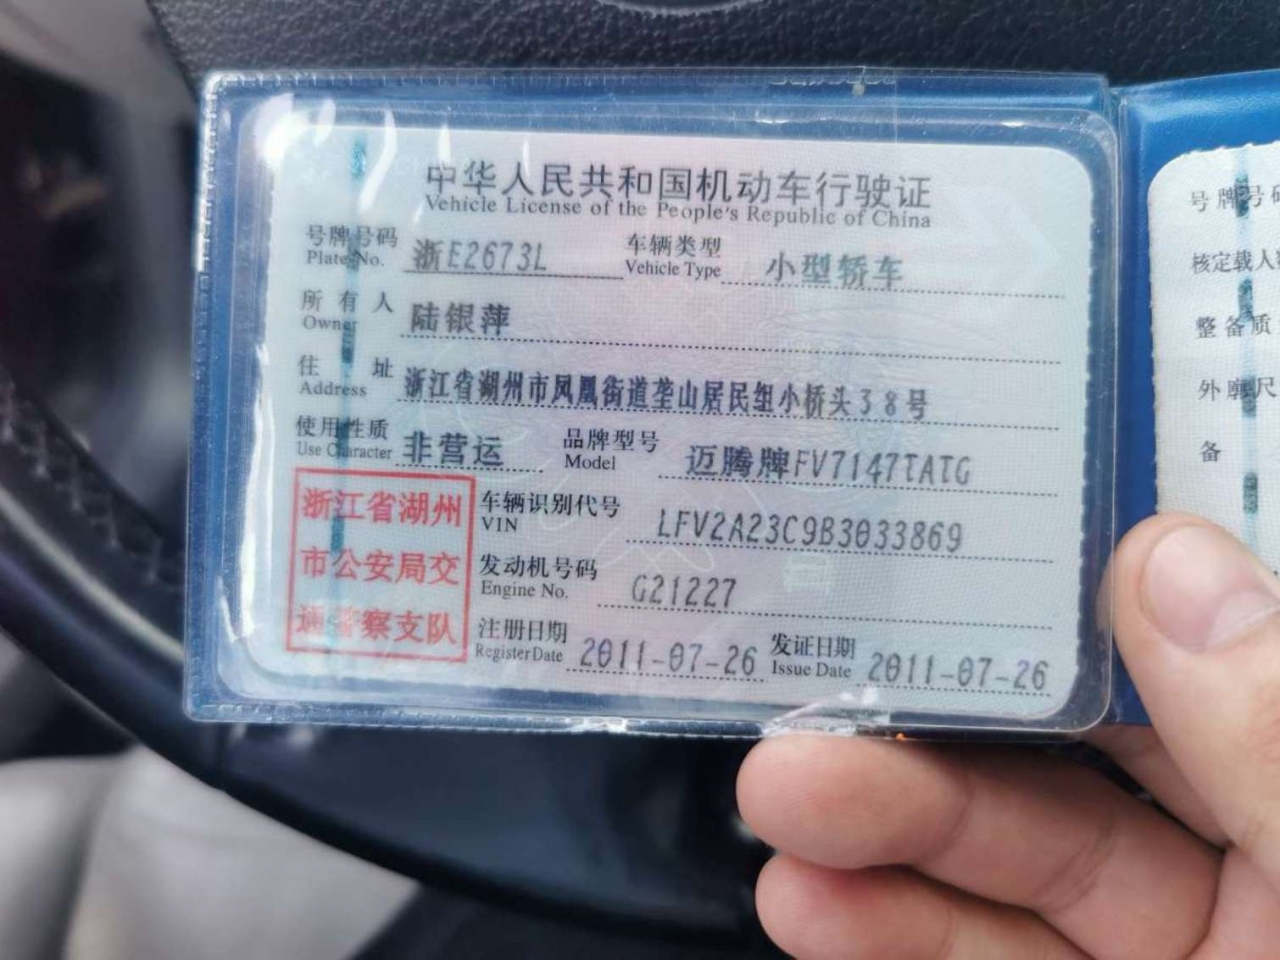 中华人民共和国机动车行驶证
Vehicle License of the People's Republic of China
号牌号码 浙E2673L 车辆类型 小型轿车
Plate No. Vehicle Type
所有人 陆银萍
Owner
住址 浙江省湖州市凤凰街道垄山居民组小桥头38号
Address
使用性质 非营运 品牌型号 迈腾牌FV7147TATG
Use Character Model
浙江省湖州
市公安局交
通警察支队
车辆识别代号 LFV2A23C9B3033869
VIN
发动机号码 G21227
Engine No.
注册日期 2011-07-26 发证日期 2011-07-26
Register Date Issue Date
号牌号码
核定载人
整备质
外廓尺
备